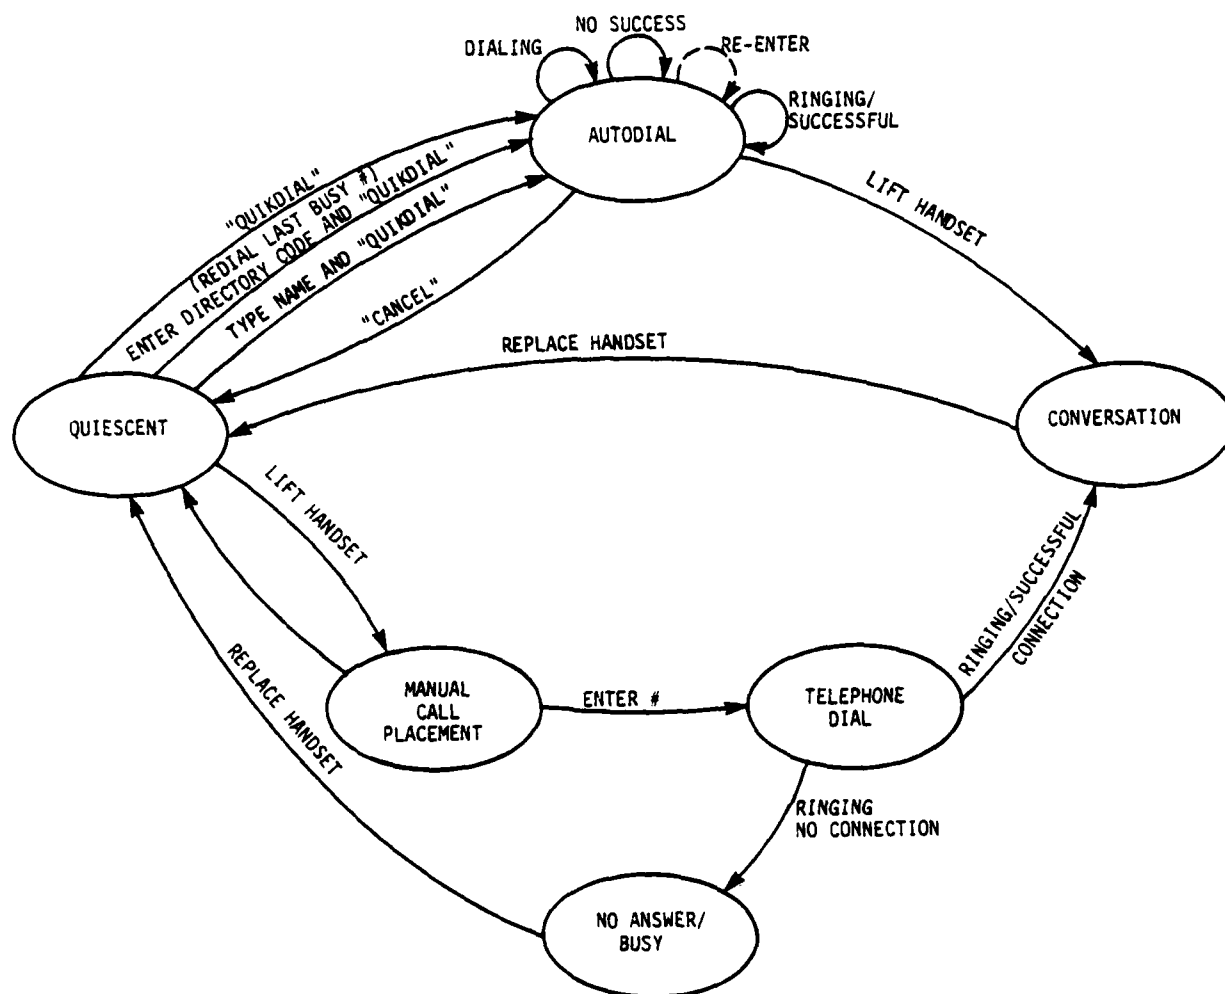 NO SUCCESS
DIALING
RE-ENTER
RINGING/
SUCCESSFUL
AUTODIAL
"QUIKDIAL"
(REDIAL LAST BUSY #)
ENTER DIRECTORY CODE AND "QUIKDIAL"
TYPE NAME AND "QUIKDIAL"
"CANCEL"
LIFT HANDSET
REPLACE HANDSET
QUIESCENT
CONVERSATION
LIFT HANDSET
REPLACE HANDSET
MANUAL
CALL
PLACEMENT
ENTER #
TELEPHONE
DIAL
RINGING/SUCCESSFUL
CONNECTION
RINGING
NO CONNECTION
NO ANSWER/
BUSY